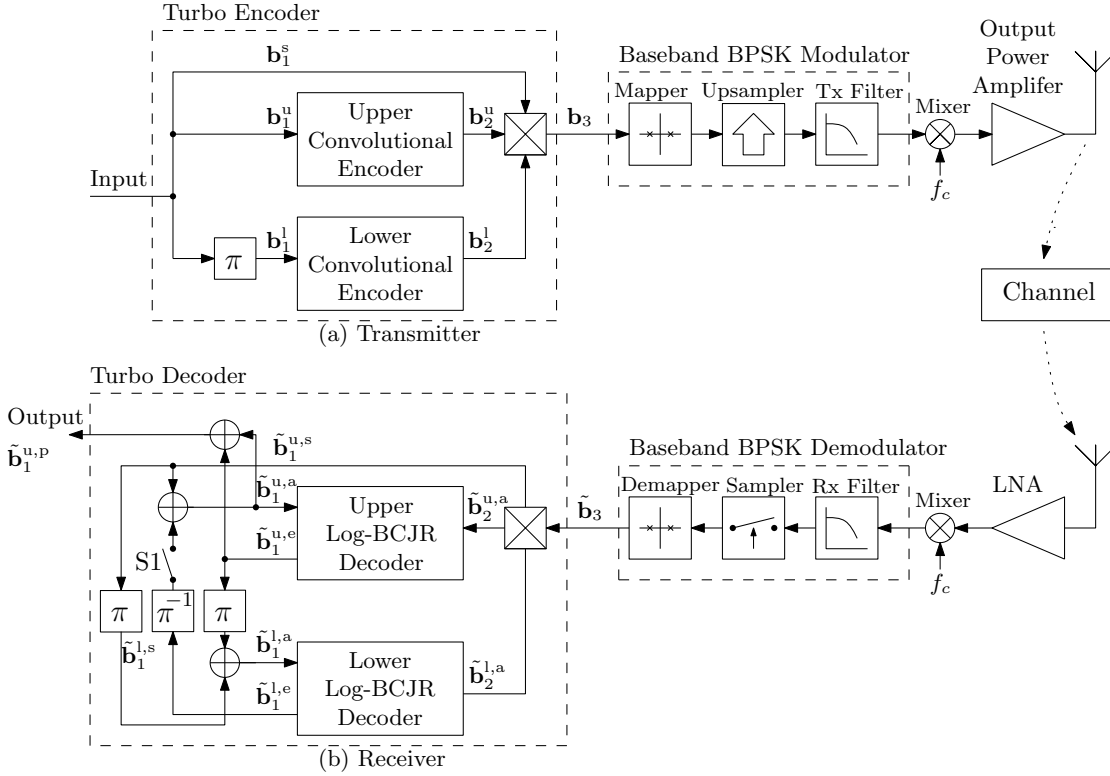 Turbo Encoder
Output
Power
Amplifer
b₁ˢ
Baseband BPSK Modulator
Mapper Upsampler Tx Filter
Mixer
b₁ᵘ
Upper
Convolutional
Encoder
b₂ᵘ
b₃
Input
f_c
π
b₁ˡ
Lower
Convolutional
Encoder
b₂ˡ
Channel
(a) Transmitter
Turbo Decoder
Output
b̃₁ᵘ,ᵖ
b̃₁ᵘ,ˢ
Baseband BPSK Demodulator
Demapper Sampler Rx Filter
Mixer
LNA
b̃₁ᵘ,ᵃ
Upper
Log-BCJR
Decoder
b̃₂ᵘ,ᵃ
b̃₃
b̃₁ᵘ,ᵉ
S1
f_c
π π⁻¹ π
b̃₁ˡ,ˢ
b̃₁ˡ,ᵃ
Lower
Log-BCJR
Decoder
b̃₂ˡ,ᵃ
b̃₁ˡ,ᵉ
(b) Receiver